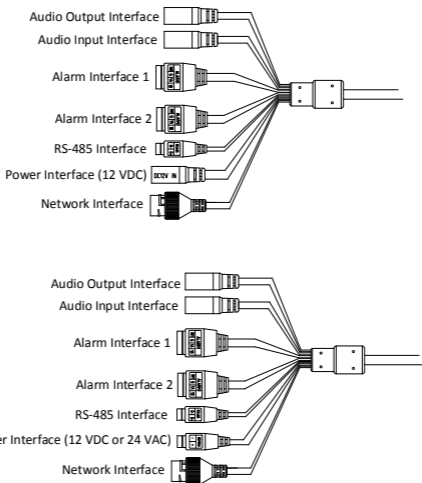 Audio Output Interface
Audio Input Interface
Alarm Interface 1
Alarm Interface 2
RS-485 Interface
Power Interface (12 VDC)
DC12V IN
Network Interface
Audio Output Interface
Audio Input Interface
Alarm Interface 1
Alarm Interface 2
RS-485 Interface
er Interface (12 VDC or 24 VAC)
Network Interface